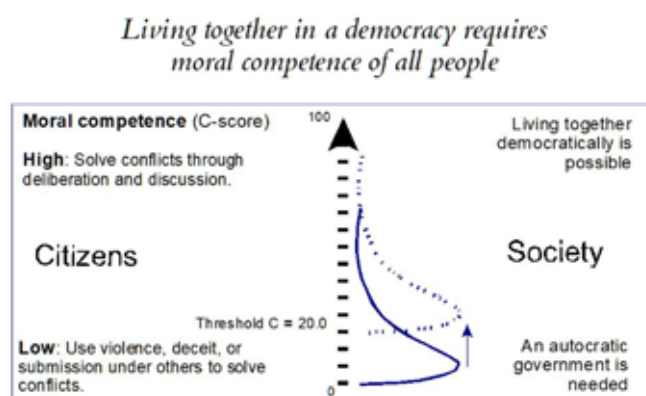 Living together in a democracy requires
moral competence of all people
Moral competence (C-score)
High: Solve conflicts through
deliberation and discussion.
Citizens
Threshold C = 20.0
Low: Use violence, deceit, or
submission under others to solve
conflicts.
100
0
Living together
democratically is
possible
Society
An autocratic
government is
needed